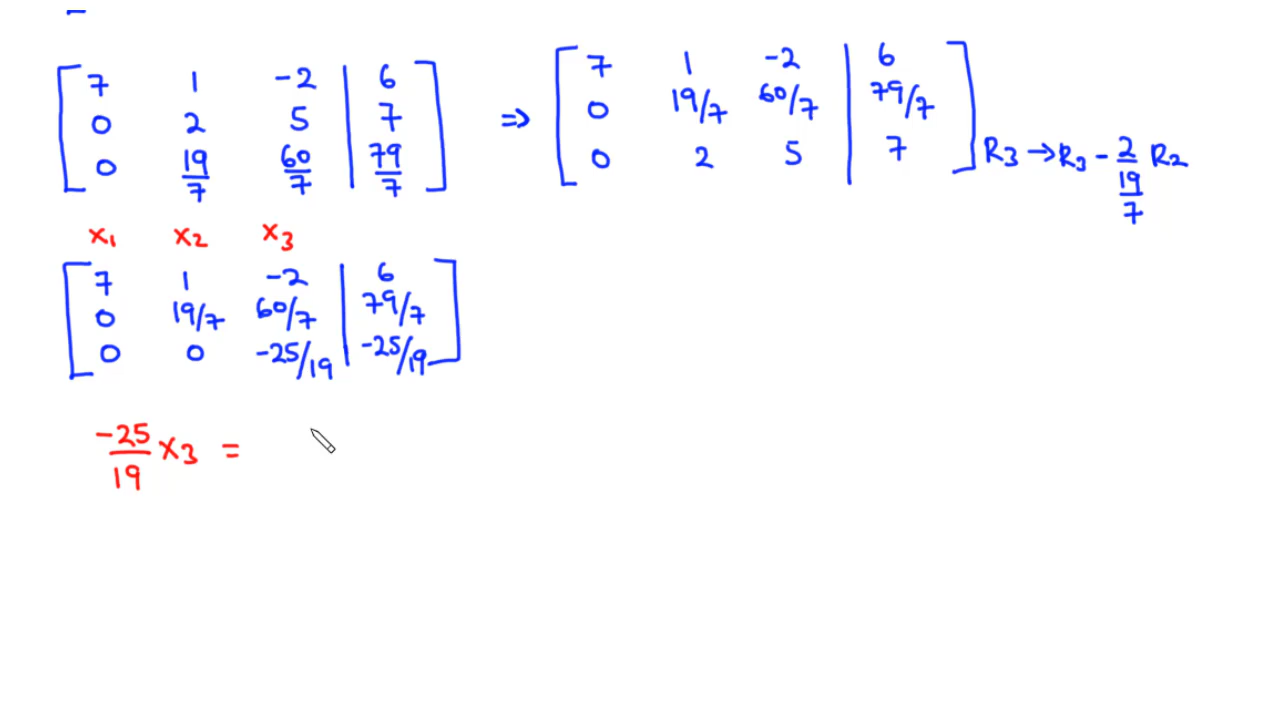 7 1 -2 | 6
0 2 5 | 7
0 19/7 60/7 | 79/7
⇒
7 1 -2 | 6
0 19/7 60/7 | 79/7
0 2 5 | 7
R3 → R3 - 2/(19/7) R2
x1 x2 x3
7 1 -2 | 6
0 19/7 60/7 | 79/7
0 0 -25/19 | -25/19
-25/19 x3 =